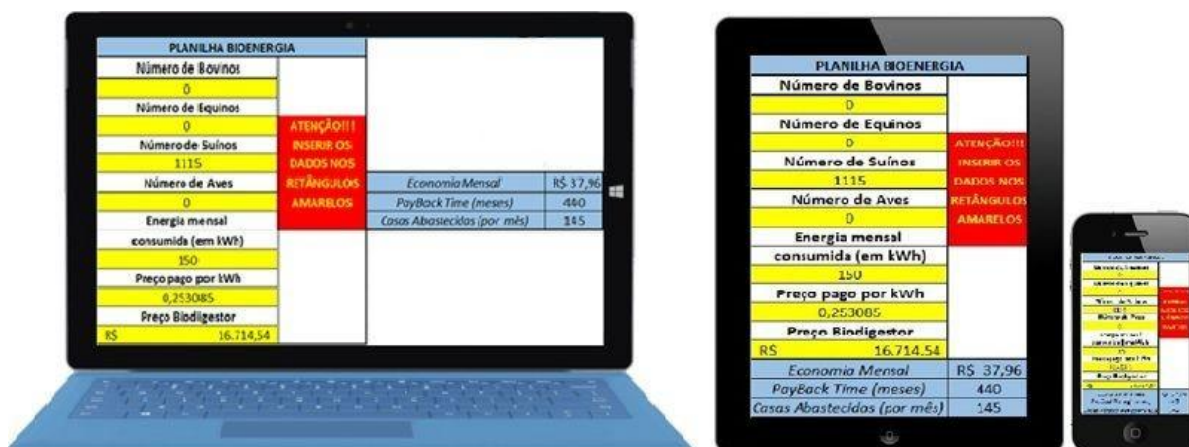 PLANILHA BIOENERGIA
Número de Bovinos
0
Número de Equinos
0
Número de Suínos
1115
Número de Aves
0
Energia mensal
consumida (em kWh)
150
Preço pago por kWh
0,253085
Preço Biodigestor
R$ 16.714,54
ATENÇÃO!!!
INSERIR OS
DADOS NOS
RETÂNGULOS
AMARELOS
Economia Mensal R$ 37,96
PayBack Time (meses) 440
Casas Abastecidos (por mês) 145
PLANILHA BIOENERGIA
Número de Bovinos
0
Número de Equinos
0
Número de Suínos
1115
Número de Aves
0
Energia mensal
consumida (em kWh)
150
Preço pago por kWh
0,253085
Preço Biodigestor
R$ 16.714,54
ATENÇÃO!!!
INSERIR OS
DADOS NOS
RETÂNGULOS
AMARELOS
Economia Mensal R$ 37,96
PayBack Time (meses) 440
Casas Abastecidos (por mês) 145